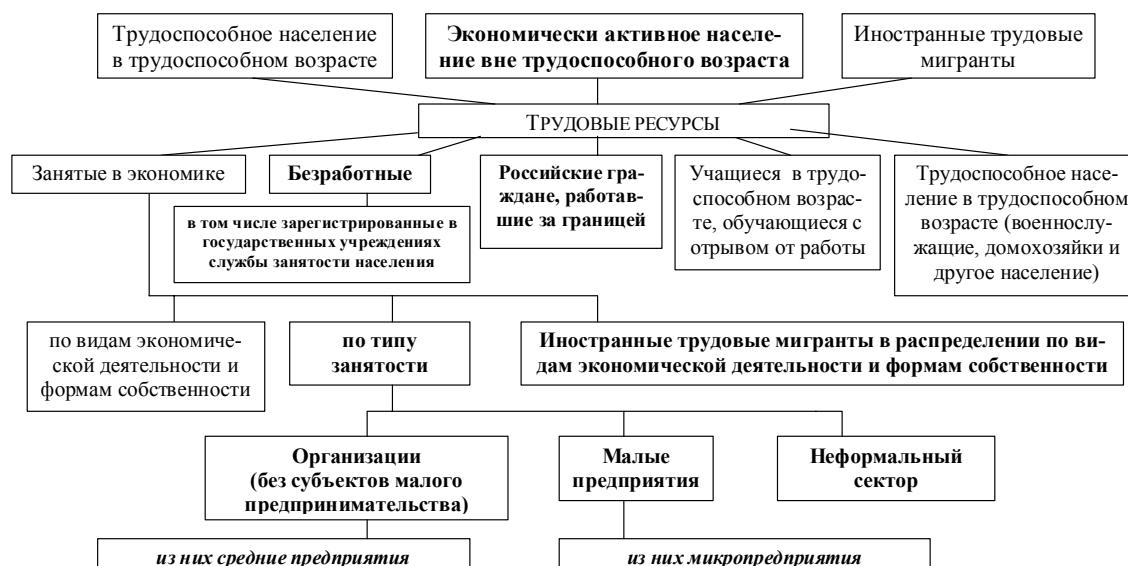 Трудоспособное население
в трудоспособном возрасте
Экономически активное населе-
ние вне трудоспособного возраста
Иностранные трудовые
мигранты
ТРУДОВЫЕ РЕСУРСЫ
Занятые в экономике
Безработные
в том числе зарегистрированные в
государственных учреждениях
службы занятости населения
Российские гра-
ждане, работав-
шие за границей
Учащиеся в трудо-
способном возрас-
те, обучающиеся с
отрывом от работы
Трудоспособное насе-
ление в трудоспособном
возрасте (военнослу-
жащие, домохозяйки и
другое население)
по видам экономиче-
ской деятельности и
формам собственности
по типу
занятости
Иностранные трудовые мигранты в распределении по ви-
дам экономической деятельности и формам собственности
Организации
(без субъектов малого
предпринимательства)
Малые
предприятия
Неформальный
сектор
из них средние предприятия
из них микропредприятия